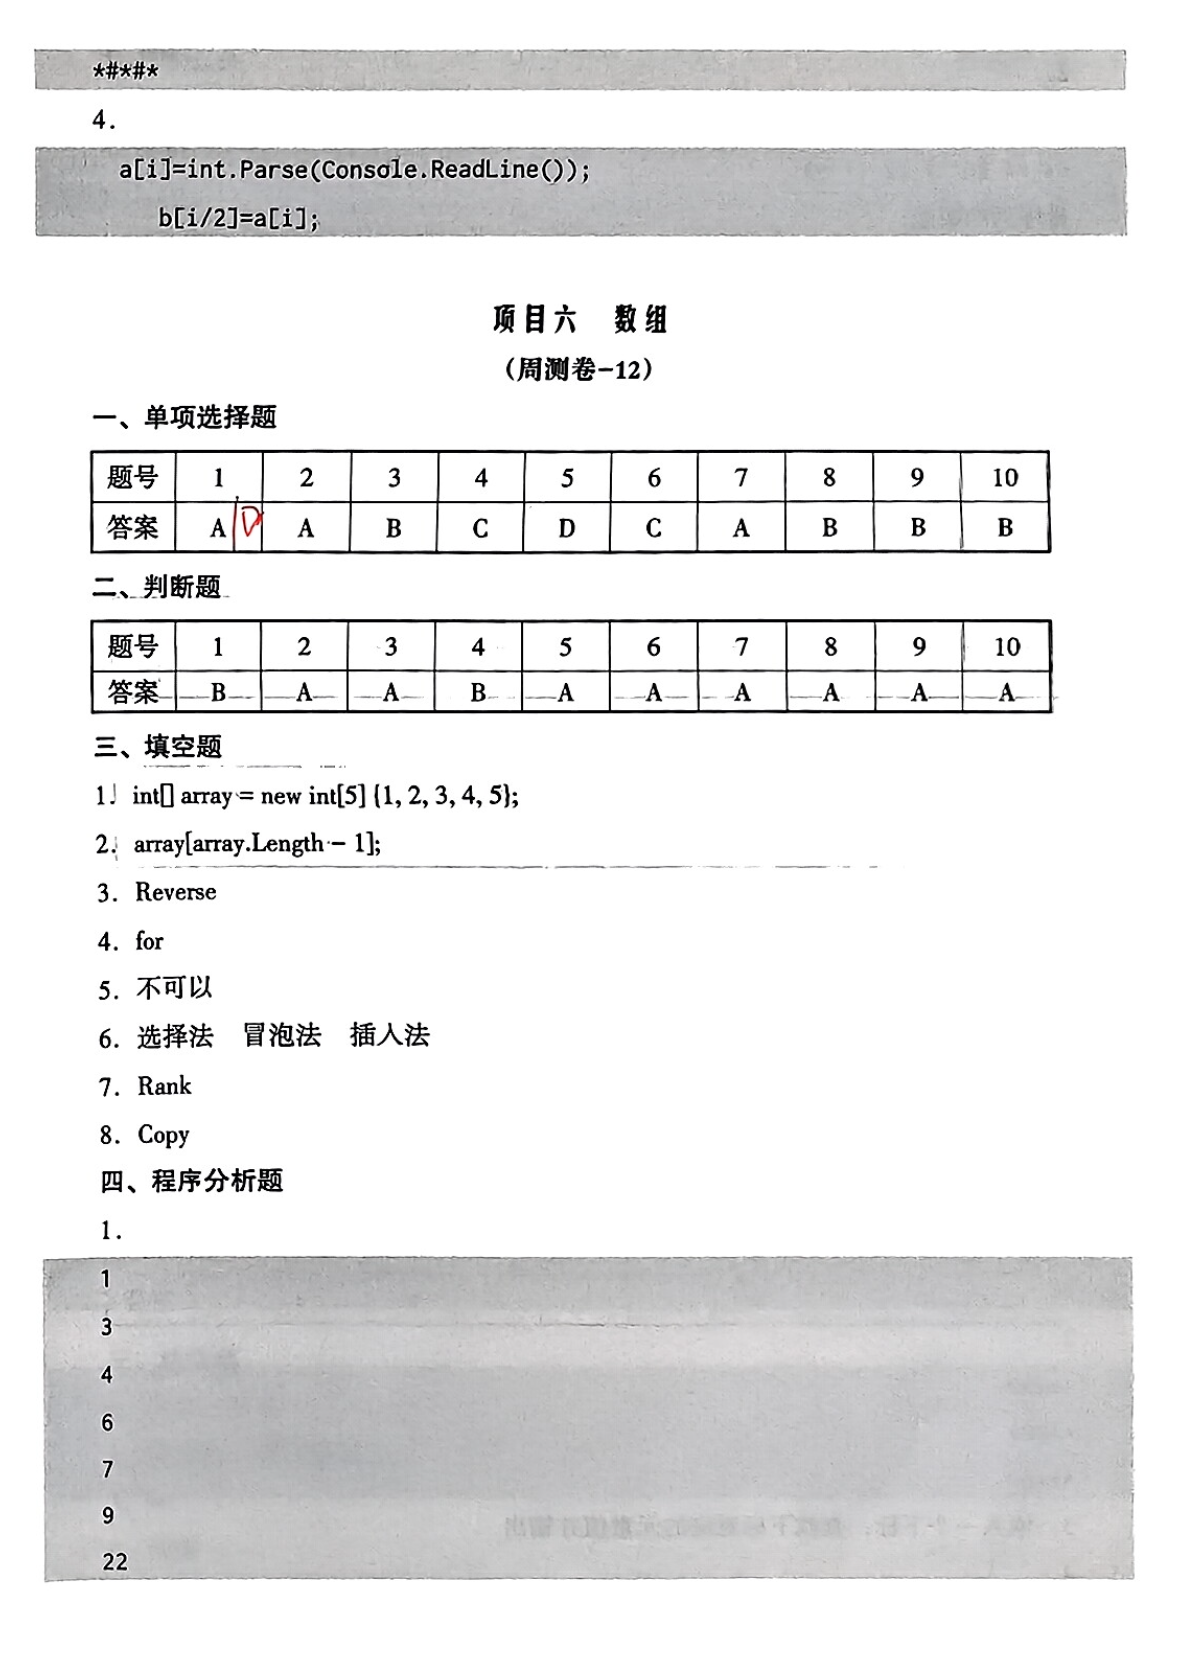 *#*#*
4.
a[i]=int.Parse(Console.ReadLine());
b[i/2]=a[i];
项目六 数组
（周测卷-12）
一、单项选择题
题号 1 2 3 4 5 6 7 8 9 10
答案 A D A B C D C A B B B
二、判断题
题号 1 2 3 4 5 6 7 8 9 10
答案 B A A B A A A A A A
三、填空题
1. int[] array = new int[5] {1, 2, 3, 4, 5};
2. array[array.Length - 1];
3. Reverse
4. for
5. 不可以
6. 选择法 冒泡法 插入法
7. Rank
8. Copy
四、程序分析题
1.
1
3
4
6
7
9
22